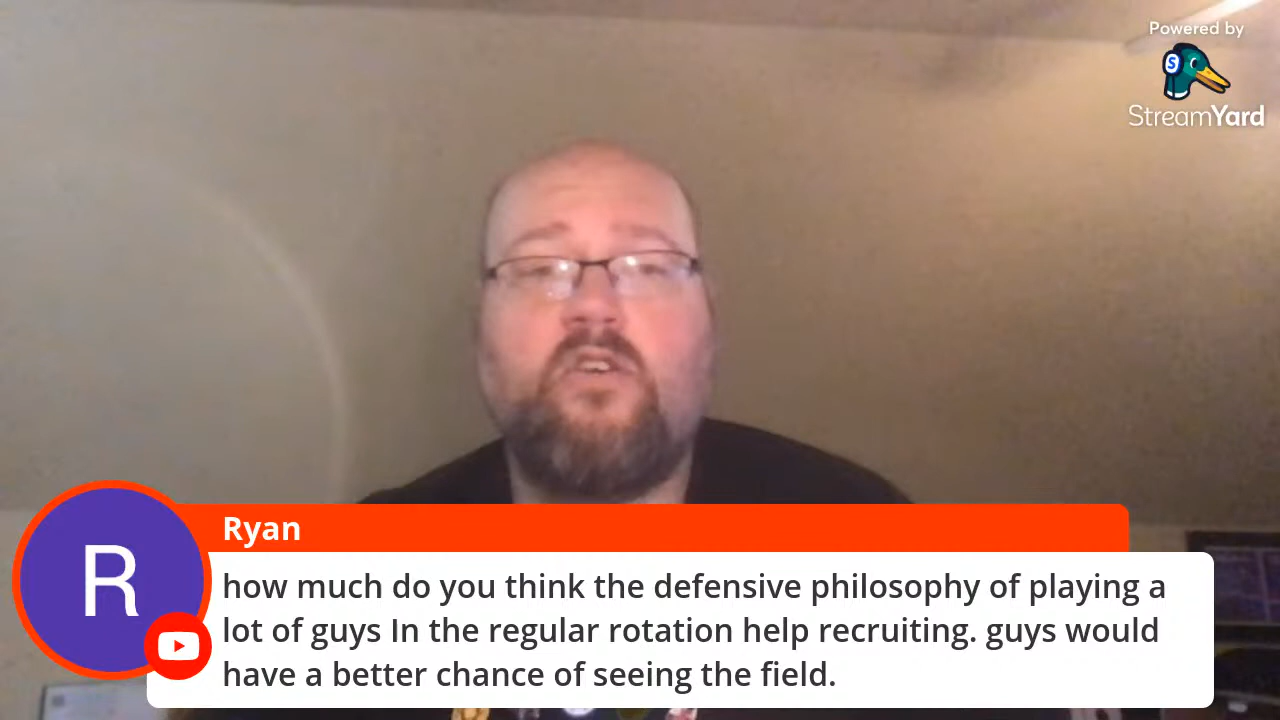 Powered by
S
StreamYard
Ryan
R
how much do you think the defensive philosophy of playing a
lot of guys In the regular rotation help recruiting. guys would
have a better chance of seeing the field.